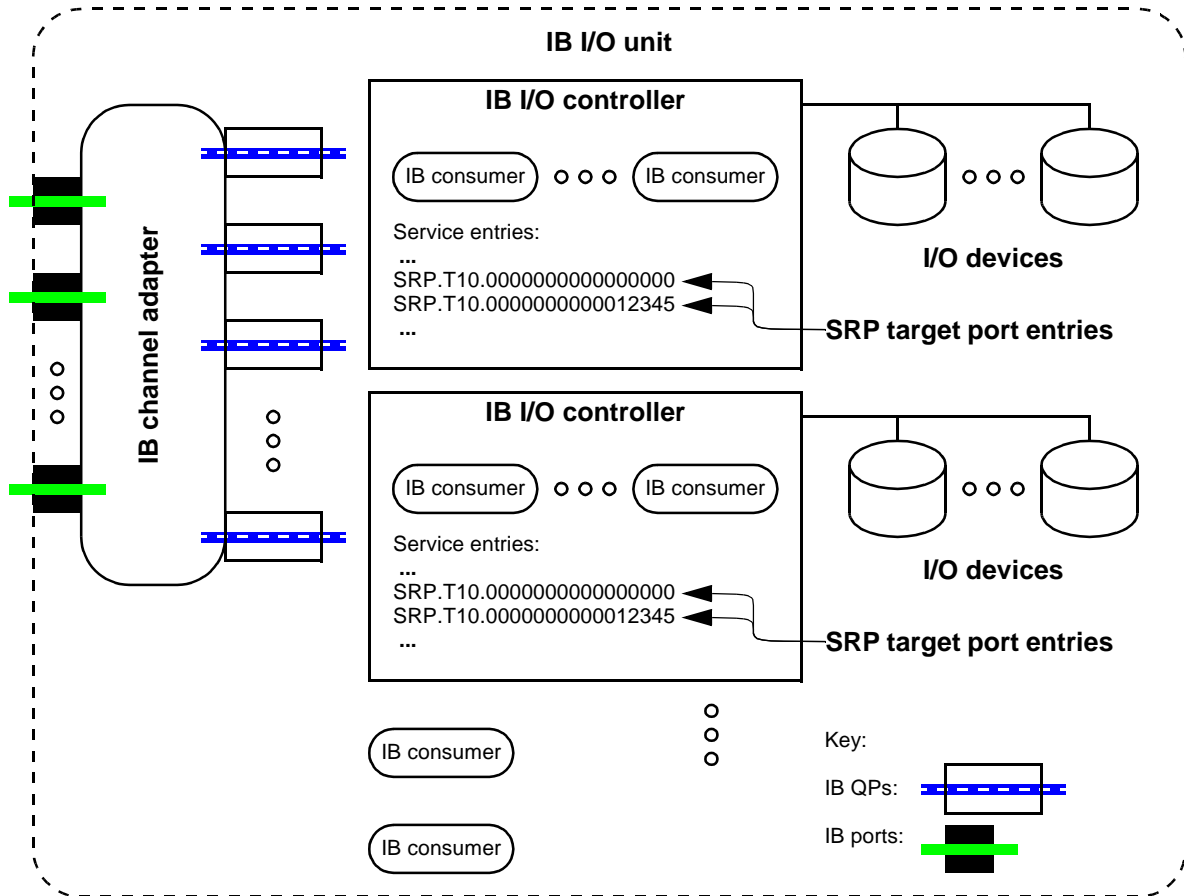 IB I/O unit
IB channel adapter
IB I/O controller
IB consumer
IB consumer
Service entries:
...
SRP.T10.0000000000000000
SRP.T10.0000000000012345
...
I/O devices
SRP target port entries
IB I/O controller
IB consumer
IB consumer
Service entries:
...
SRP.T10.0000000000000000
SRP.T10.0000000000012345
...
I/O devices
SRP target port entries
IB consumer
IB consumer
Key:
IB QPs:
IB ports: